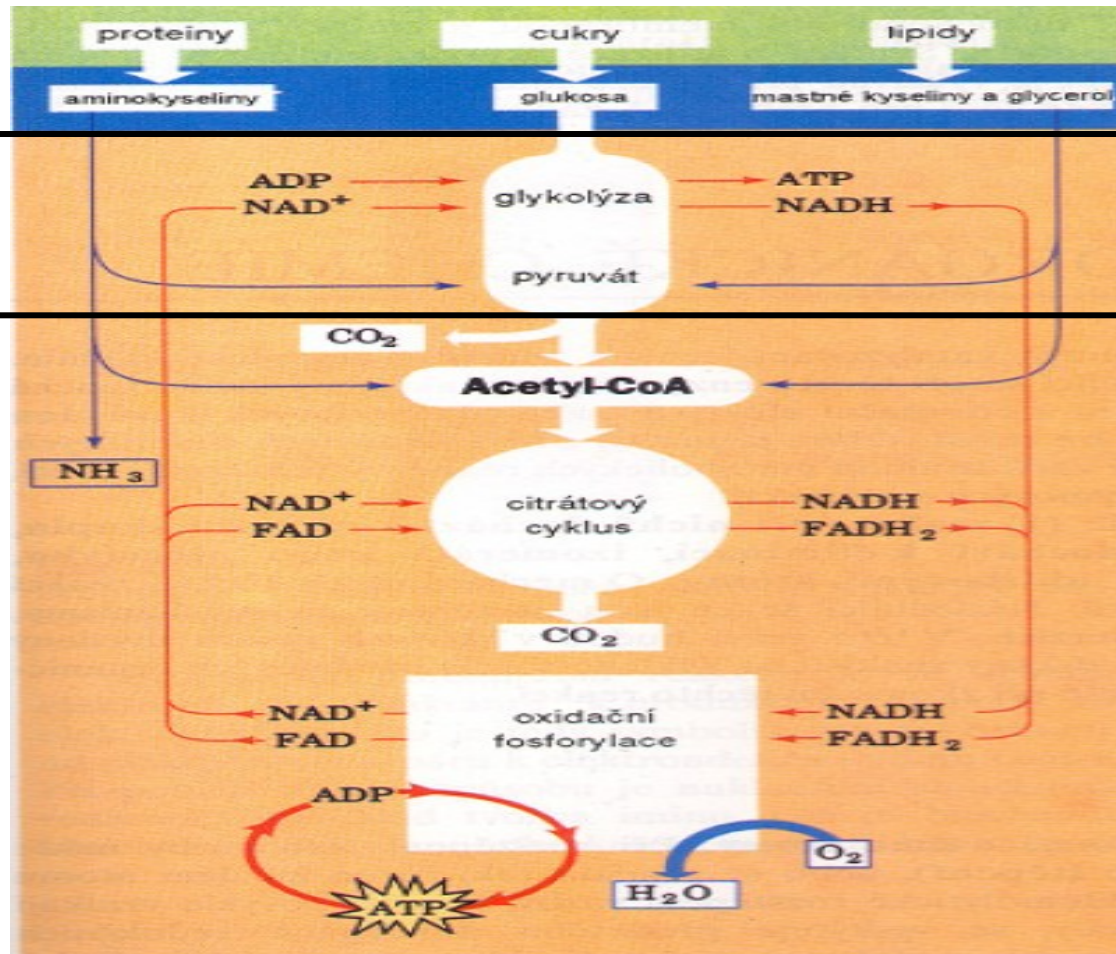 proteiny
cukry
lipidy
aminokyseliny
glukosa
mastné kyseliny a glycerol
ADP
NAD⁺
glykolýza
ATP
NADH
pyruvát
CO₂
Acetyl-CoA
NH₃
NAD⁺
FAD
citrátový
cyklus
NADH
FADH₂
CO₂
NAD⁺
FAD
oxidační
fosforylace
NADH
FADH₂
ADP
ATP
H₂O
O₂